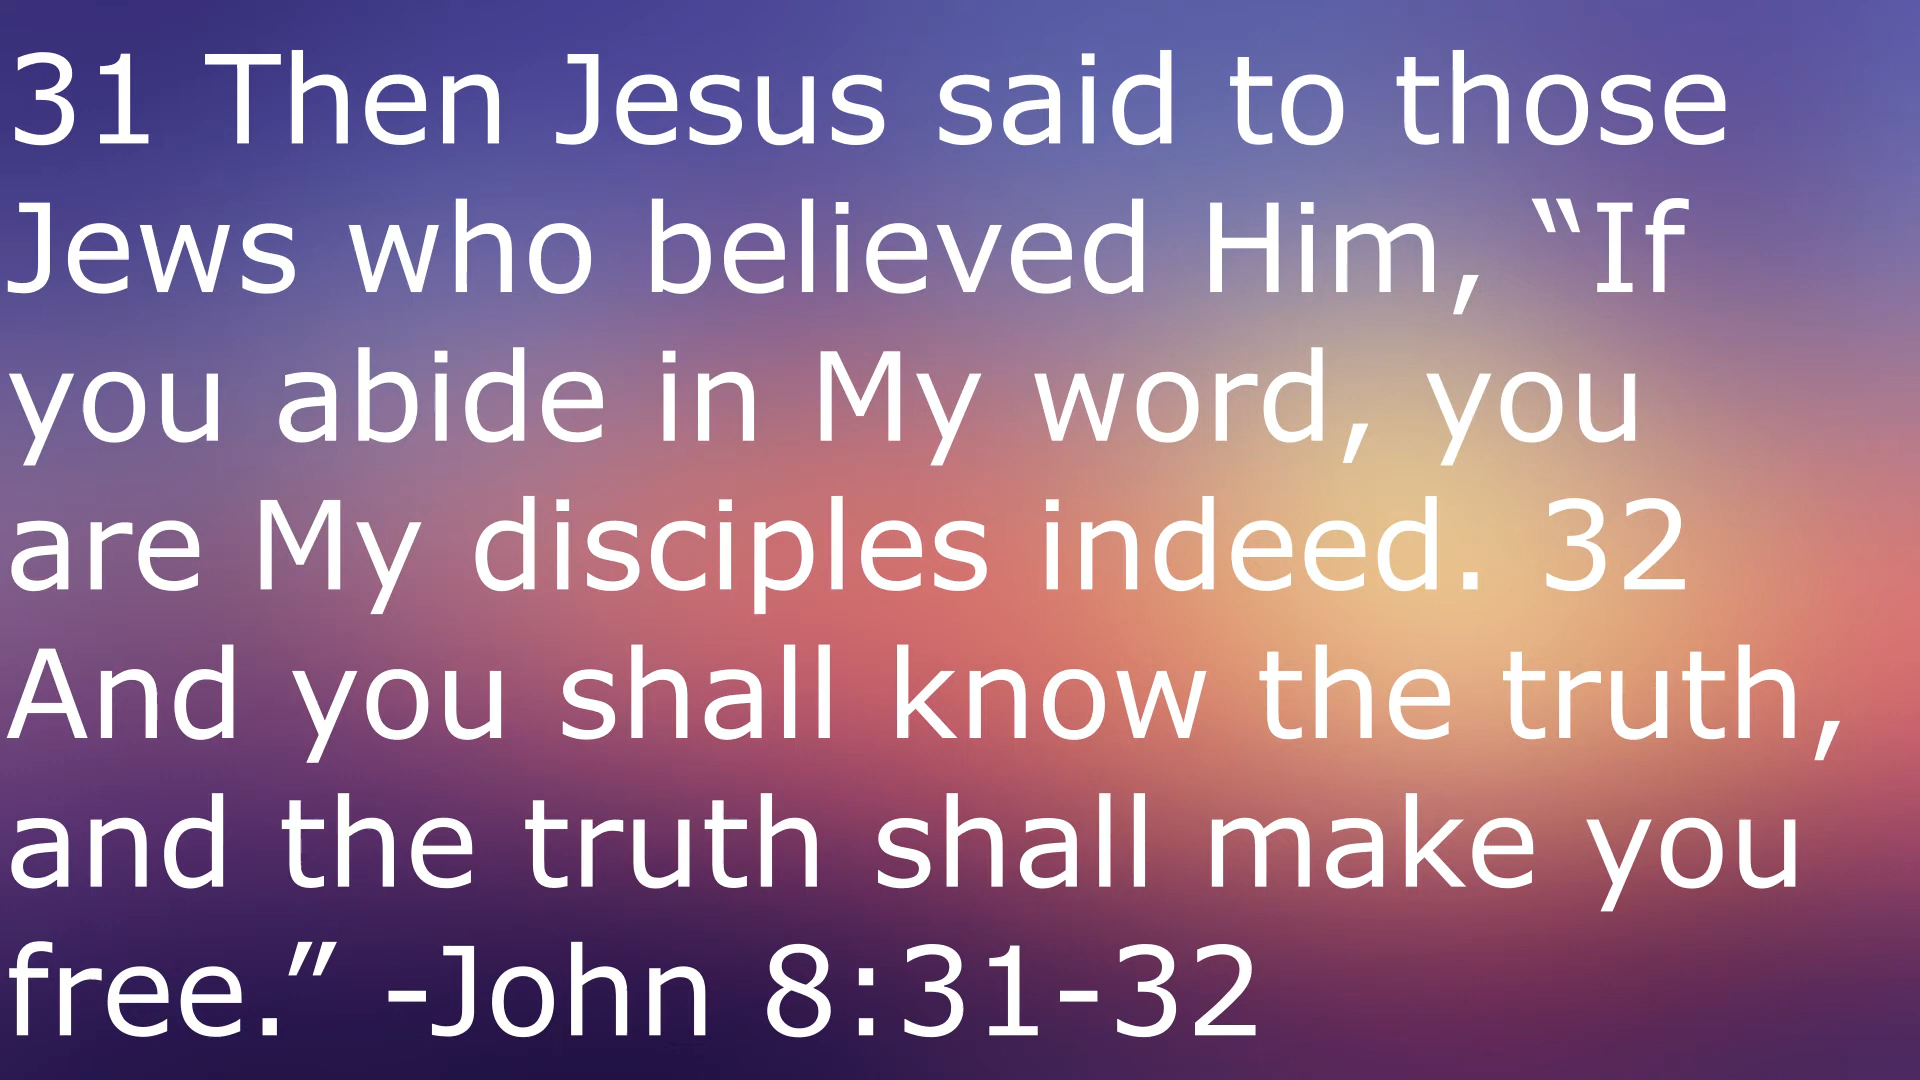 31 Then Jesus said to those
Jews who believed Him, “If
you abide in My word, you
are My disciples indeed. 32
And you shall know the truth,
and the truth shall make you
free.” -John 8:31-32